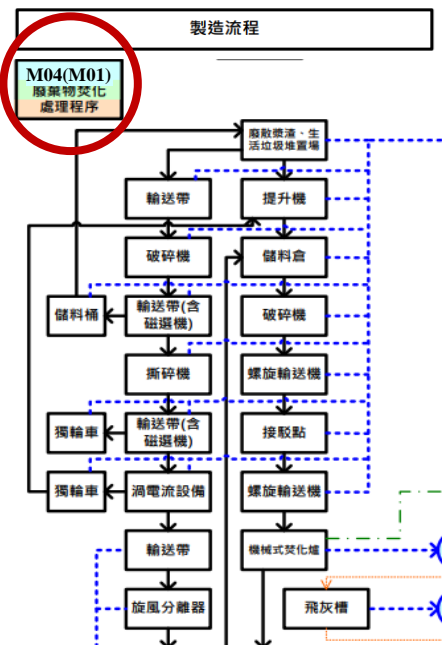 製造流程
M04(M01)
廢棄物焚化
處理程序
廢散漿渣、生
活垃圾堆置場
輸送帶
提升機
破碎機
儲料倉
儲料桶
輸送帶(含
磁選機)
破碎機
撕碎機
螺旋輸送機
獨輪車
輸送帶(含
磁選機)
接駁點
獨輪車
渦電流設備
螺旋輸送機
輸送帶
機械式焚化爐
旋風分離器
飛灰槽